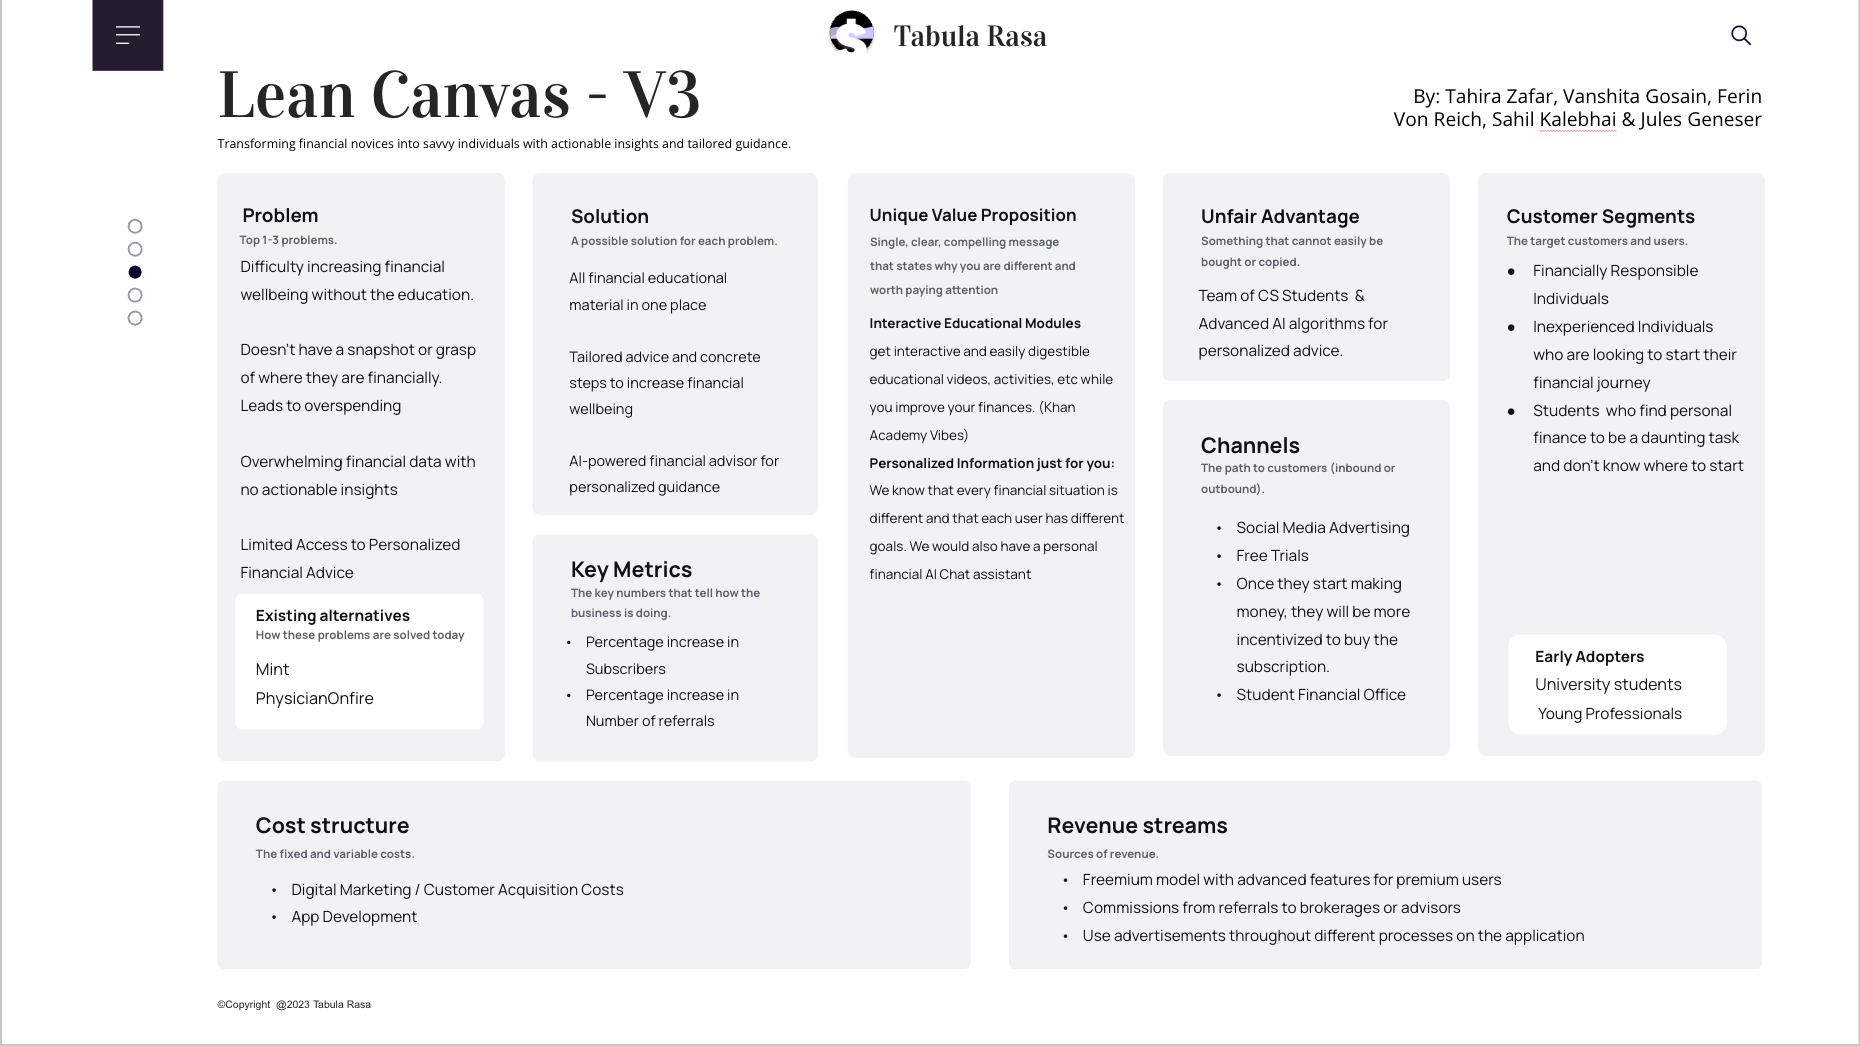 Tabula Rasa
Lean Canvas - V3
By: Tahira Zafar, Vanshita Gosain, Ferin
Von Reich, Sahil Kalebhai & Jules Geneser
Transforming financial novices into savvy individuals with actionable insights and tailored guidance.
Problem
Top 1-3 problems.
Difficulty increasing financial
wellbeing without the education.
Doesn't have a snapshot or grasp
of where they are financially.
Leads to overspending
Overwhelming financial data with
no actionable insights
Limited Access to Personalized
Financial Advice
Existing alternatives
How these problems are solved today
Mint
PhysicianOnfire
Solution
A possible solution for each problem.
All financial educational
material in one place
Tailored advice and concrete
steps to increase financial
wellbeing
AI-powered financial advisor for
personalized guidance
Key Metrics
The key numbers that tell how the
business is doing.
• Percentage increase in
Subscribers
• Percentage increase in
Number of referrals
Unique Value Proposition
Single, clear, compelling message
that states why you are different and
worth paying attention
Interactive Educational Modules
get interactive and easily digestible
educational videos, activities, etc while
you improve your finances. (Khan
Academy Vibes)
Personalized Information just for you:
We know that every financial situation is
different and that each user has different
goals. We would also have a personal
financial AI Chat assistant
Unfair Advantage
Something that cannot easily be
bought or copied.
Team of CS Students &
Advanced AI algorithms for
personalized advice.
Channels
The path to customers (inbound or
outbound).
• Social Media Advertising
• Free Trials
• Once they start making
money, they will be more
incentivized to buy the
subscription.
• Student Financial Office
Customer Segments
The target customers and users.
● Financially Responsible
Individuals
● Inexperienced Individuals
who are looking to start their
financial journey
● Students who find personal
finance to be a daunting task
and don't know where to start
Early Adopters
University students
Young Professionals
Cost structure
The fixed and variable costs.
• Digital Marketing / Customer Acquisition Costs
• App Development
Revenue streams
Sources of revenue.
• Freemium model with advanced features for premium users
• Commissions from referrals to brokerages or advisors
• Use advertisements throughout different processes on the application
©Copyright @2023 Tabula Rasa